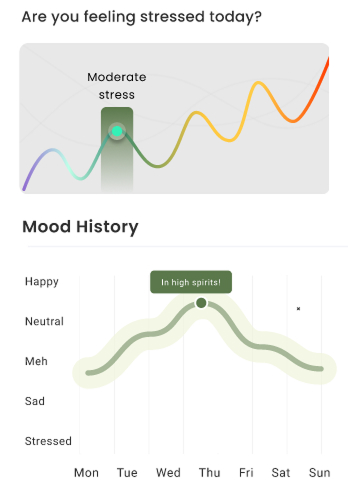 Are you feeling stressed today?
Moderate
stress
Mood History
In high spirits!
Happy
Neutral
Meh
Sad
Stressed
Mon Tue Wed Thu Fri Sat Sun